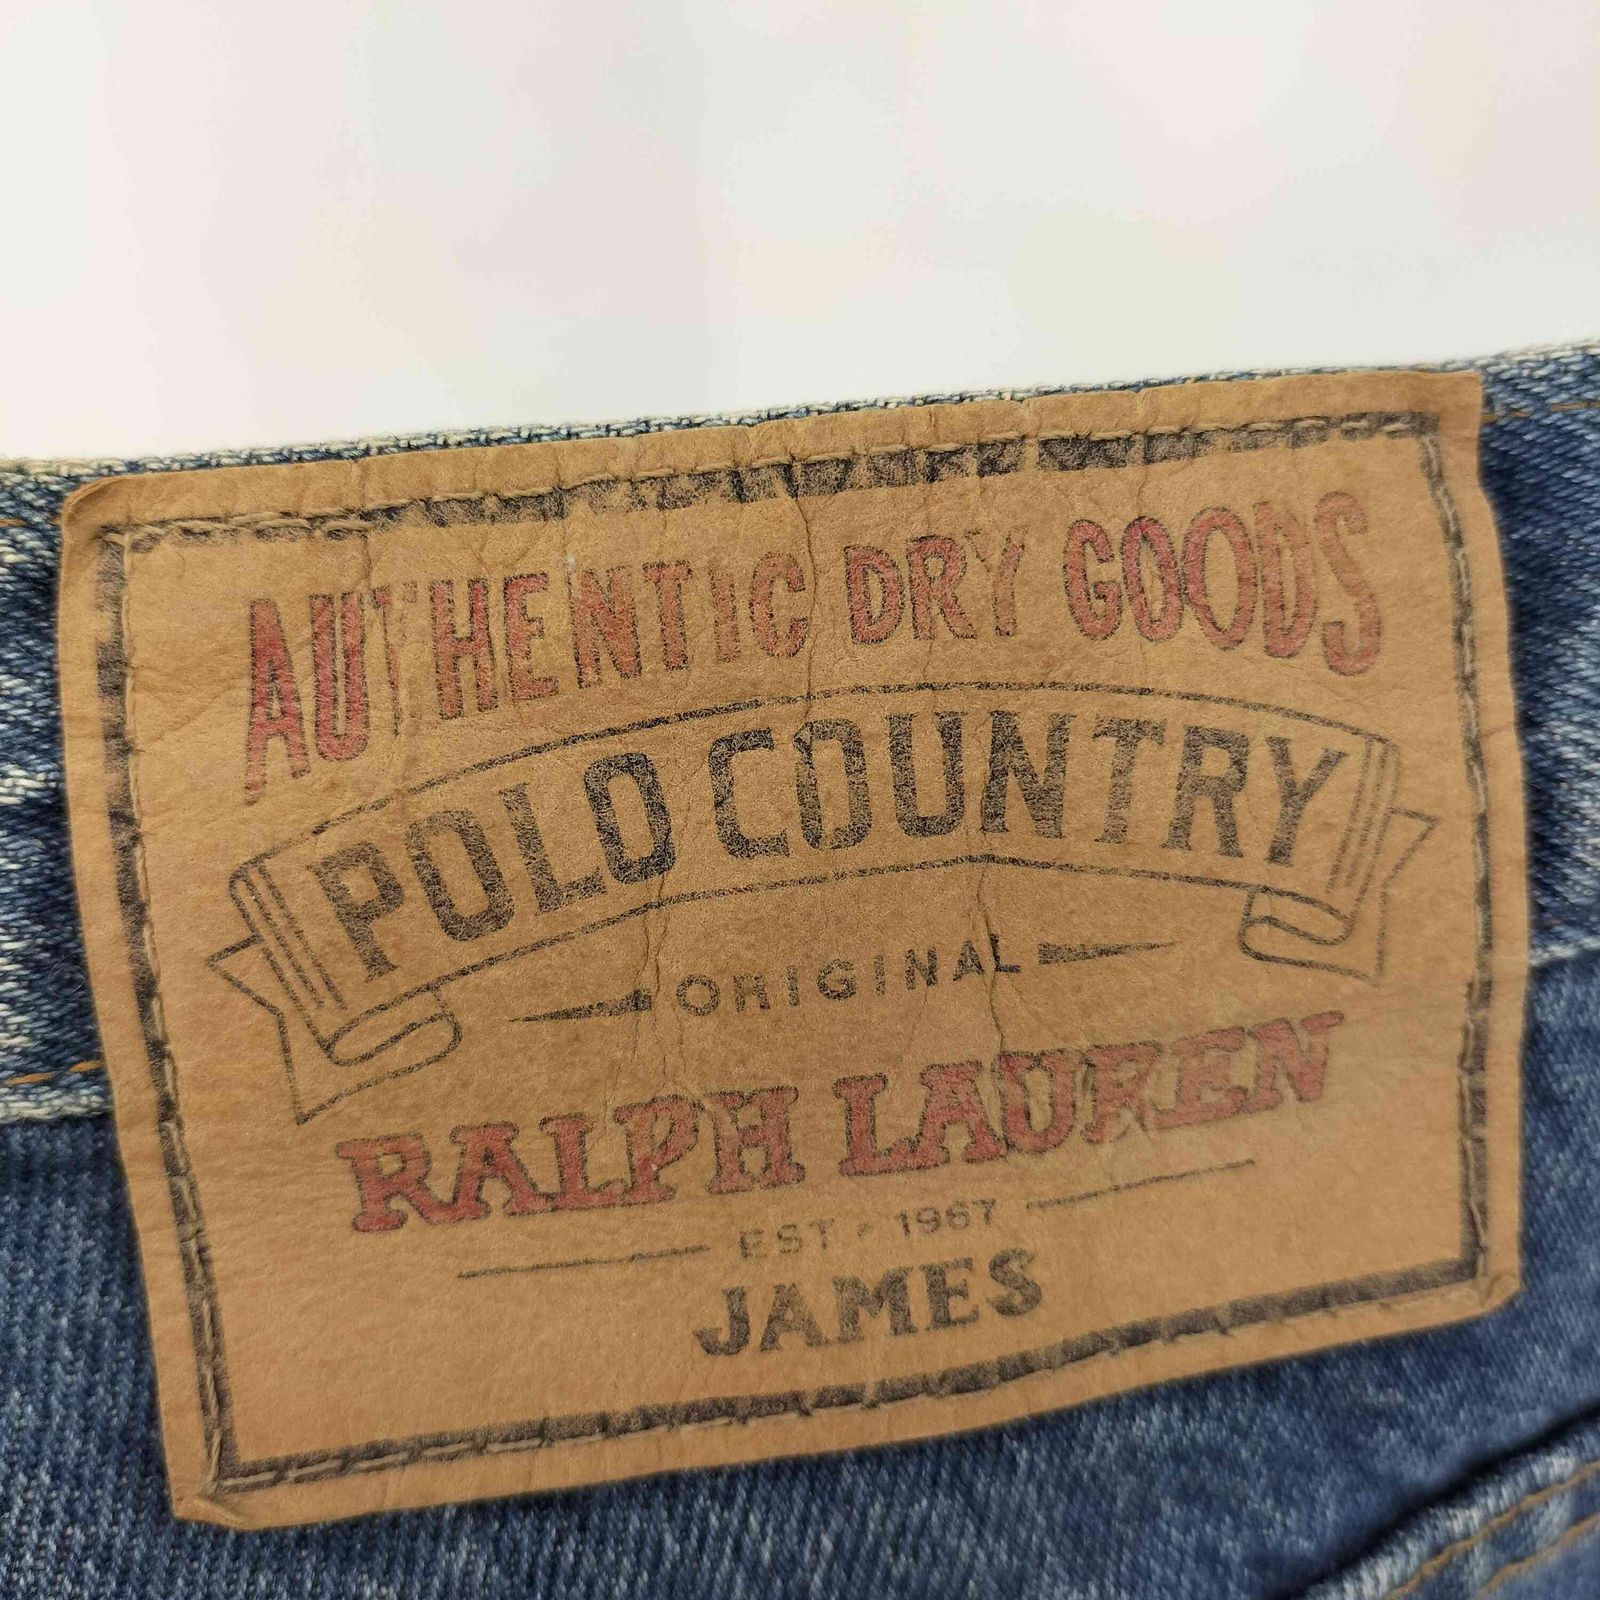 AUTHENTIC DRY GOODS
POLO COUNTRY
ORIGINAL
RALPH LAUREN
EST. 1967
JAMES